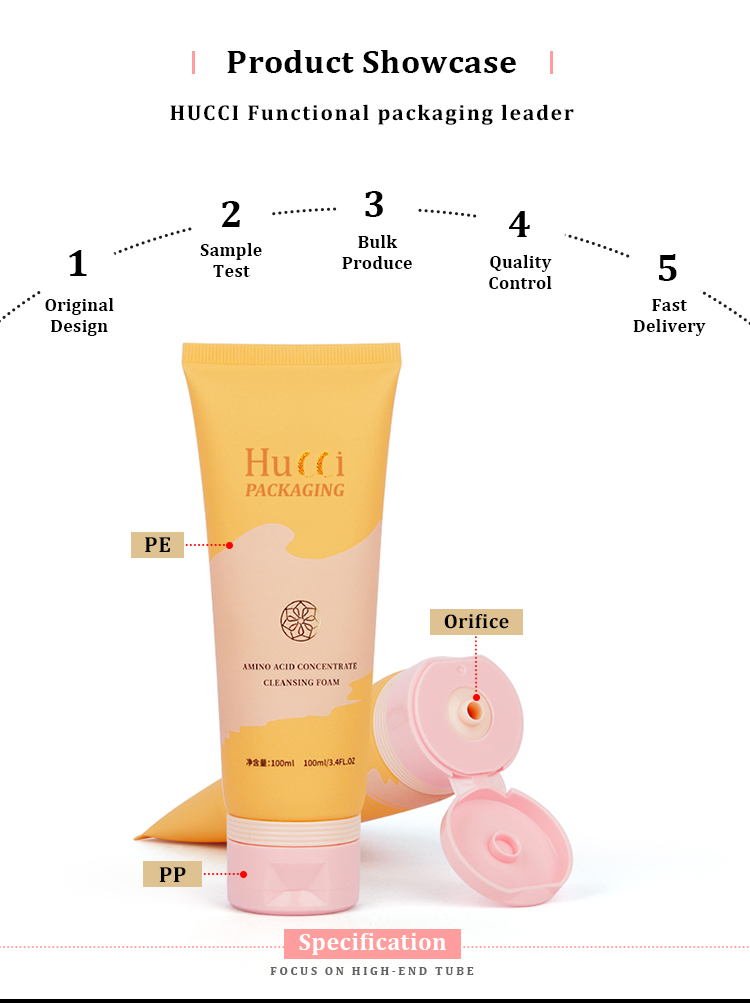 Product Showcase
HUCCI Functional packaging leader
1
Original
Design
2
Sample
Test
3
Bulk
Produce
4
Quality
Control
5
Fast
Delivery
Hucci
PACKAGING
PE
AMINO ACID CONCENTRATE
CLEANSING FOAM
净含量:100ml 100ml/3.4FL.OZ
Orifice
PP
Specification
FOCUS ON HIGH-END TUBE